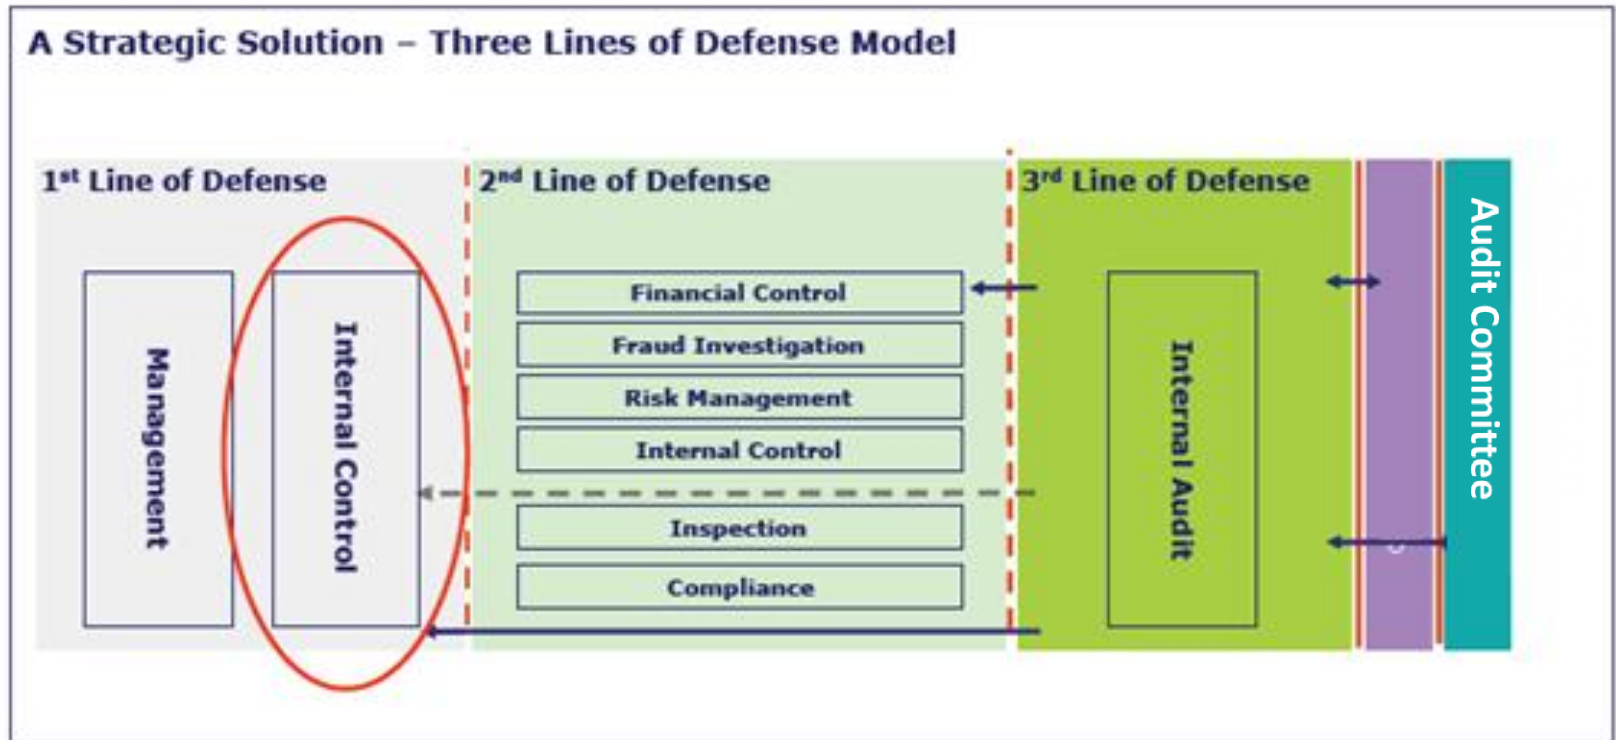 A Strategic Solution – Three Lines of Defense Model
1st Line of Defense
2nd Line of Defense
3rd Line of Defense
Management
Internal Control
Financial Control
Fraud Investigation
Risk Management
Internal Control
Inspection
Compliance
Internal Audit
Audit Committee